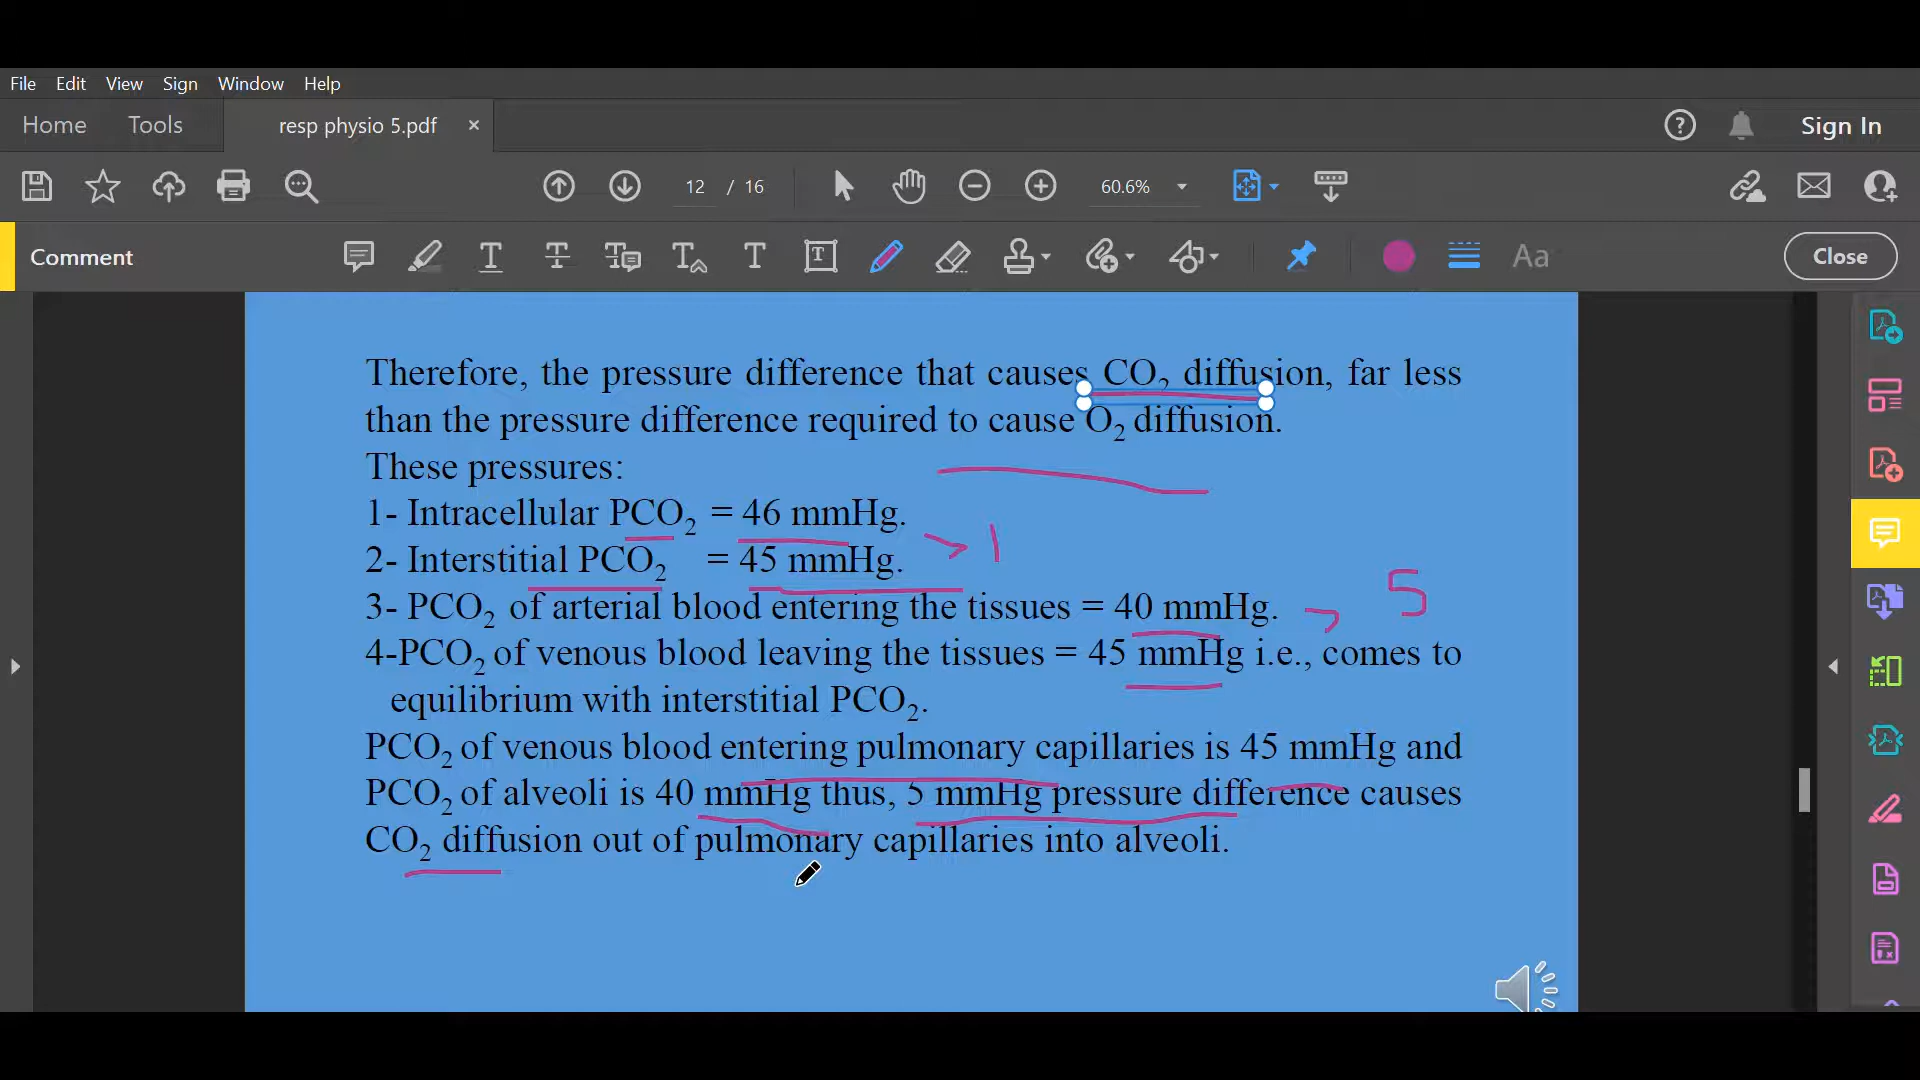 File Edit View Sign Window Help
Home Tools resp physio 5.pdf × Sign In
12 / 16 60.6%
Comment Aa Close
Therefore, the pressure difference that causes CO₂ diffusion, far less
than the pressure difference required to cause O₂ diffusion.
These pressures:
1- Intracellular PCO₂ = 46 mmHg.
> 1
2- Interstitial PCO₂ = 45 mmHg.
3- PCO₂ of arterial blood entering the tissues = 40 mmHg.
5
4-PCO₂ of venous blood leaving the tissues = 45 mmHg i.e., comes to
equilibrium with interstitial PCO₂.
PCO₂ of venous blood entering pulmonary capillaries is 45 mmHg and
PCO₂ of alveoli is 40 mmHg thus, 5 mmHg pressure difference causes
CO₂ diffusion out of pulmonary capillaries into alveoli.